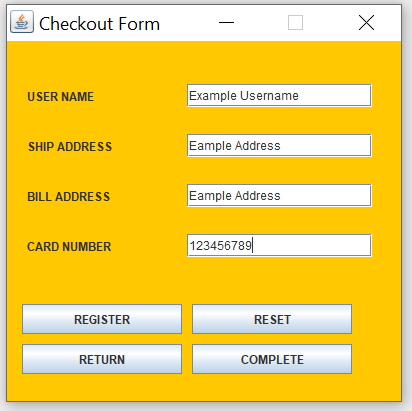 Checkout Form
USER NAME Example Username
SHIP ADDRESS Eample Address
BILL ADDRESS Eample Address
CARD NUMBER 123456789
REGISTER RESET
RETURN COMPLETE